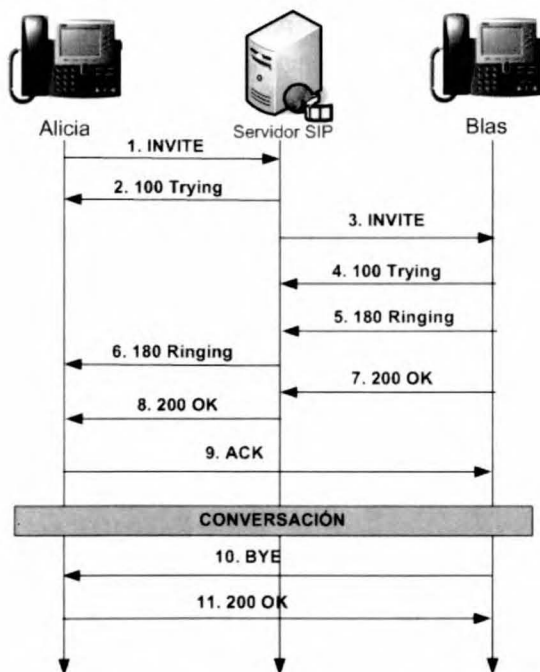 Alicia
Servidor SIP
Blas
1. INVITE
2. 100 Trying
3. INVITE
4. 100 Trying
5. 180 Ringing
6. 180 Ringing
7. 200 OK
8. 200 OK
9. ACK
CONVERSACIÓN
10. BYE
11. 200 OK